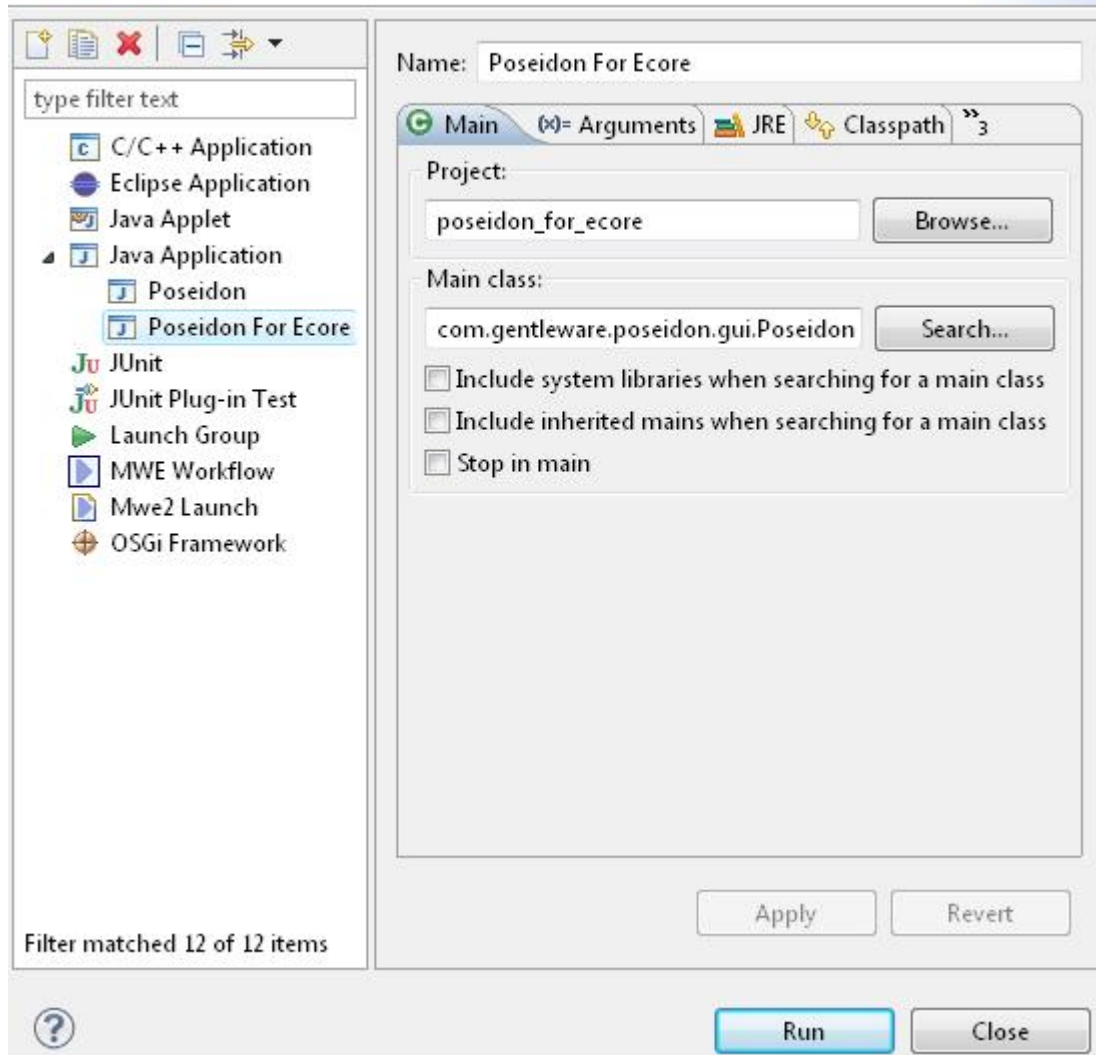 type filter text
C/C++ Application
Eclipse Application
Java Applet
Java Application
Poseidon
Poseidon For Ecore
JUnit
JUnit Plug-in Test
Launch Group
MWE Workflow
Mwe2 Launch
OSGi Framework
Filter matched 12 of 12 items
Name: Poseidon For Ecore
Main (x)= Arguments JRE Classpath »3
Project:
poseidon_for_ecore Browse...
Main class:
com.gentleware.poseidon.gui.Poseidon Search...
Include system libraries when searching for a main class
Include inherited mains when searching for a main class
Stop in main
Apply Revert
Run Close